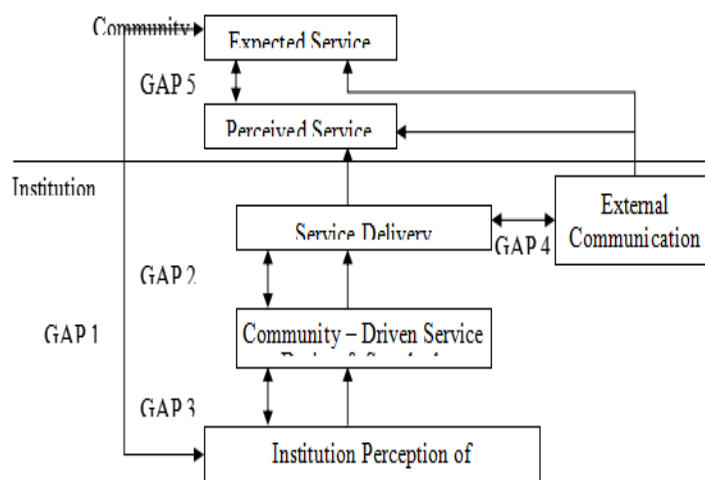 Community
Expected Service
GAP 5
Perceived Service
Institution
External
Communication
Service Delivery
GAP 4
GAP 2
Community – Driven Service
GAP 1
GAP 3
Institution Perception of